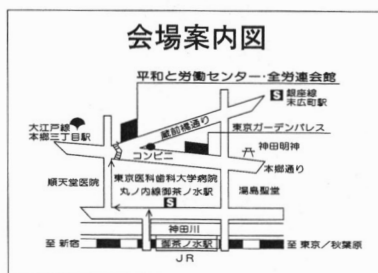 会場案内図
平和と労働センター・全労連会館
S 銀座線
末広町駅
大江戸線
本郷三丁目駅
蔵前橋通り
東京ガーデンパレス
コンビニ
神田明神
本郷通り
順天堂医院
東京医科歯科大学病院
丸ノ内線御茶ノ水駅
S
湯島聖堂
神田川
至 新宿
御茶ノ水駅
至 東京/秋葉原
JR